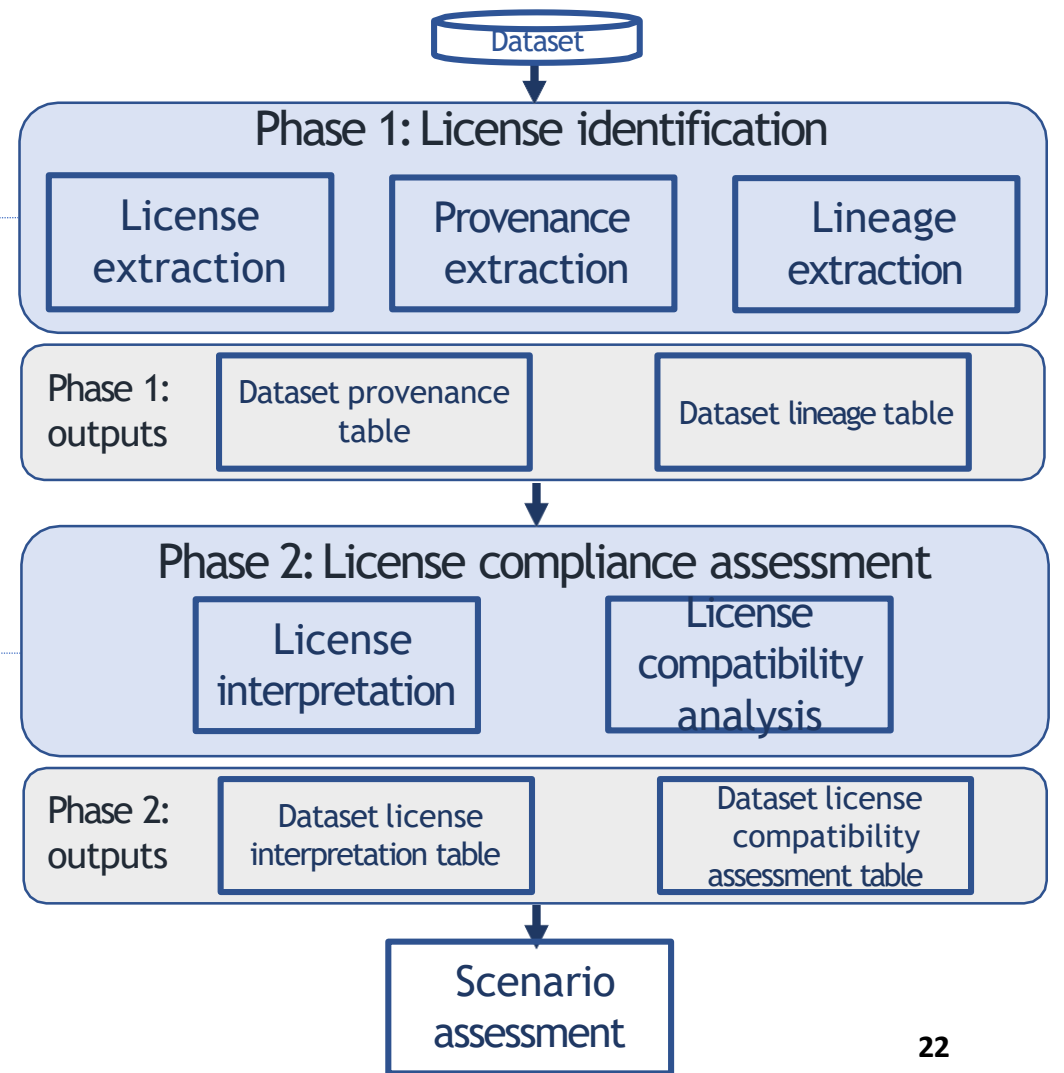 Dataset
Phase 1: License identification
License
extraction
Provenance
extraction
Lineage
extraction
Phase 1:
outputs
Dataset provenance
table
Dataset lineage table
Phase 2: License compliance assessment
License
interpretation
License
compatibility
analysis
Phase 2:
outputs
Dataset license
interpretation table
Dataset license
compatibility
assessment table
Scenario
assessment
22